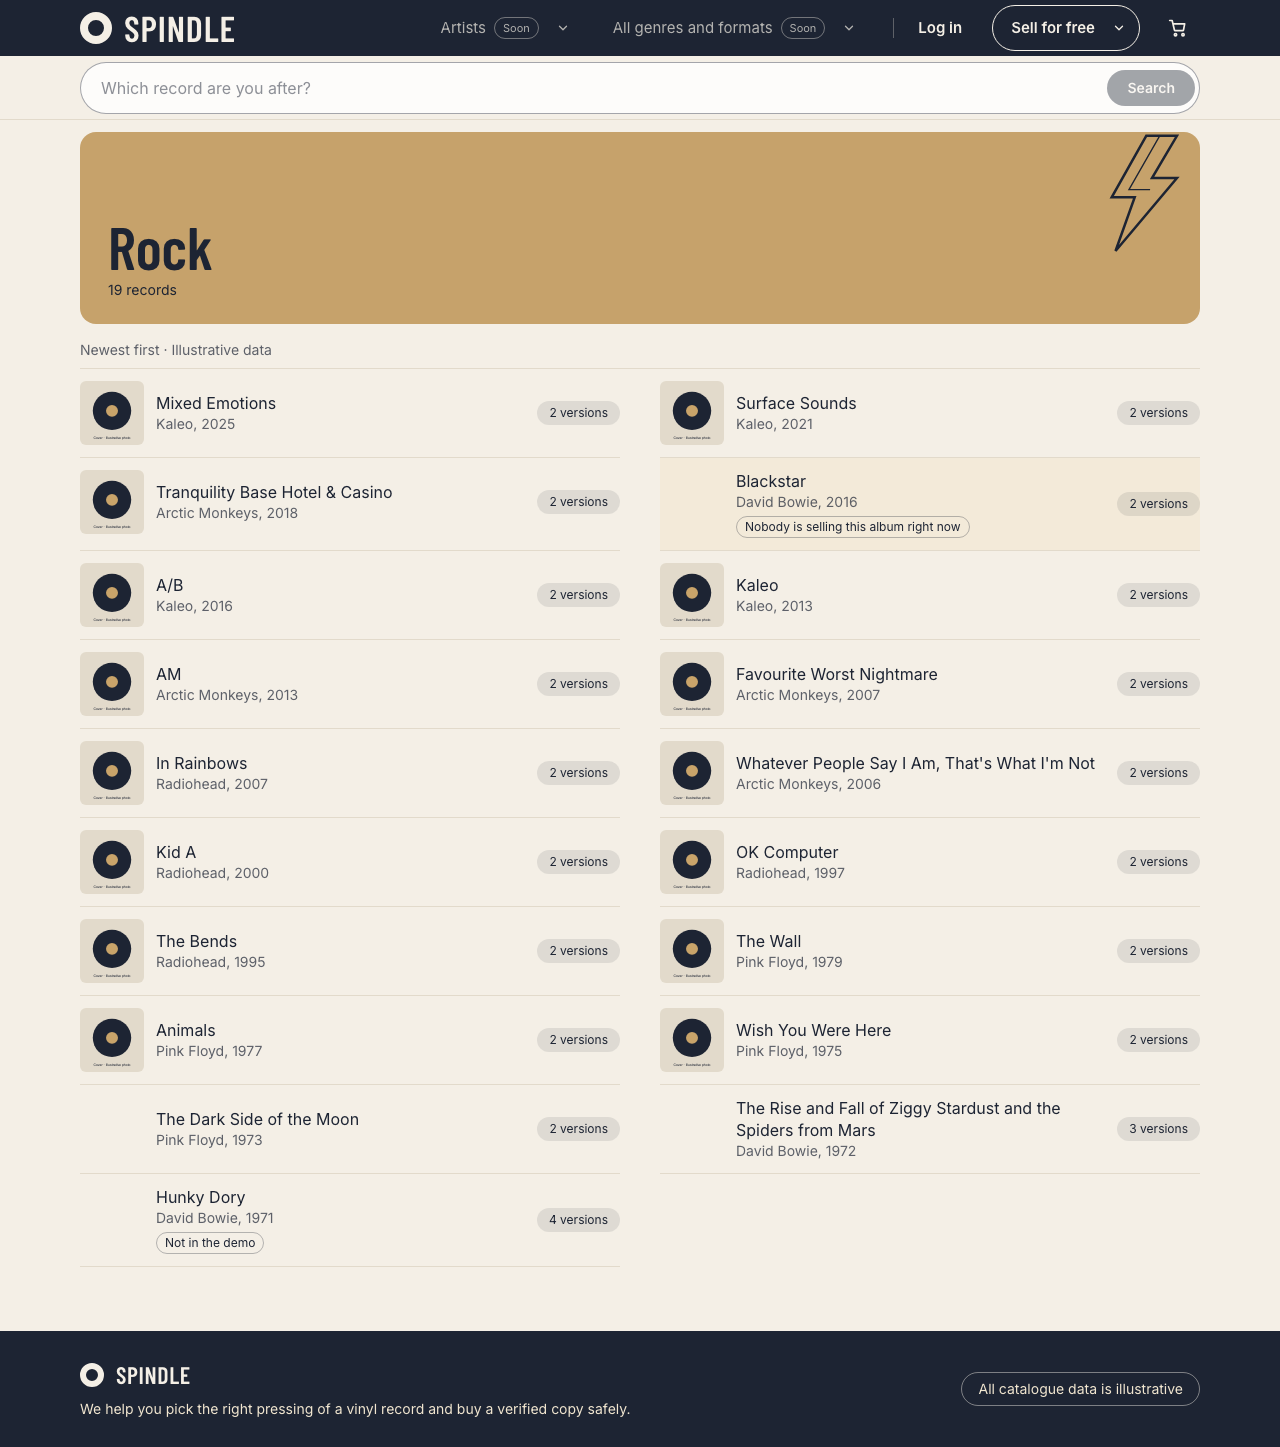 SPINDLE
Artists Soon
All genres and formats Soon
Log in
Sell for free
Which record are you after?
Search
Rock
19 records
Newest first · Illustrative data
Mixed Emotions
Kaleo, 2025
2 versions
Surface Sounds
Kaleo, 2021
2 versions
Tranquility Base Hotel & Casino
Arctic Monkeys, 2018
2 versions
Blackstar
David Bowie, 2016
Nobody is selling this album right now
2 versions
A/B
Kaleo, 2016
2 versions
Kaleo
Kaleo, 2013
2 versions
AM
Arctic Monkeys, 2013
2 versions
Favourite Worst Nightmare
Arctic Monkeys, 2007
2 versions
In Rainbows
Radiohead, 2007
2 versions
Whatever People Say I Am, That's What I'm Not
Arctic Monkeys, 2006
2 versions
Kid A
Radiohead, 2000
2 versions
OK Computer
Radiohead, 1997
2 versions
The Bends
Radiohead, 1995
2 versions
The Wall
Pink Floyd, 1979
2 versions
Animals
Pink Floyd, 1977
2 versions
Wish You Were Here
Pink Floyd, 1975
2 versions
The Dark Side of the Moon
Pink Floyd, 1973
2 versions
The Rise and Fall of Ziggy Stardust and the
Spiders from Mars
David Bowie, 1972
3 versions
Hunky Dory
David Bowie, 1971
Not in the demo
4 versions
SPINDLE
We help you pick the right pressing of a vinyl record and buy a verified copy safely.
All catalogue data is illustrative